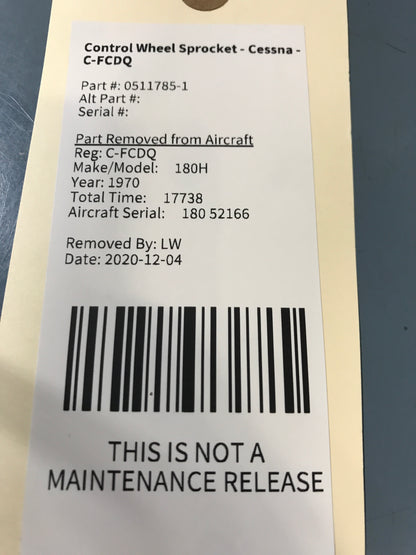 Control Wheel Sprocket - Cessna -
C-FCDQ
Part #: 0511785-1
Alt Part #:
Serial #:
Part Removed from Aircraft
Reg: C-FCDQ
Make/Model: 180H
Year: 1970
Total Time: 17738
Aircraft Serial: 180 52166
Removed By: LW
Date: 2020-12-04
THIS IS NOT A
MAINTENANCE RELEASE